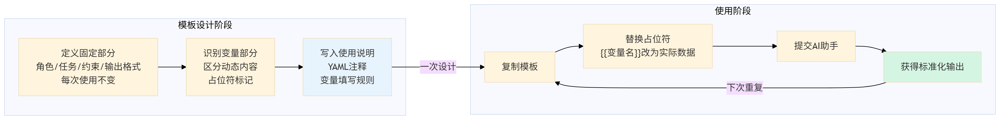 模板设计阶段
定义固定部分
角色/任务/约束/输出格式
每次使用不变
识别变量部分
区分动态内容
占位符标记
写入使用说明
YAML注释
变量填写规则
一次设计
使用阶段
复制模板
替换占位符
{{变量名}}改为实际数据
提交AI助手
获得标准化输出
下次重复